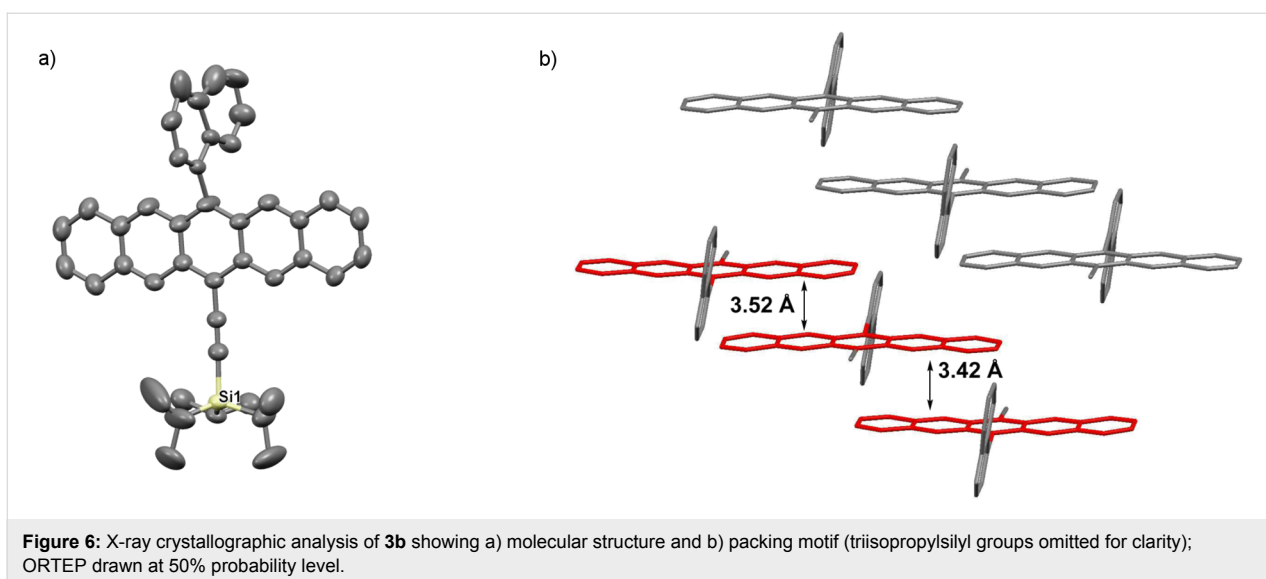 a)
b)
Si1
3.52 Å
3.42 Å
Figure 6: X-ray crystallographic analysis of 3b showing a) molecular structure and b) packing motif (triisopropylsilyl groups omitted for clarity);
ORTEP drawn at 50% probability level.